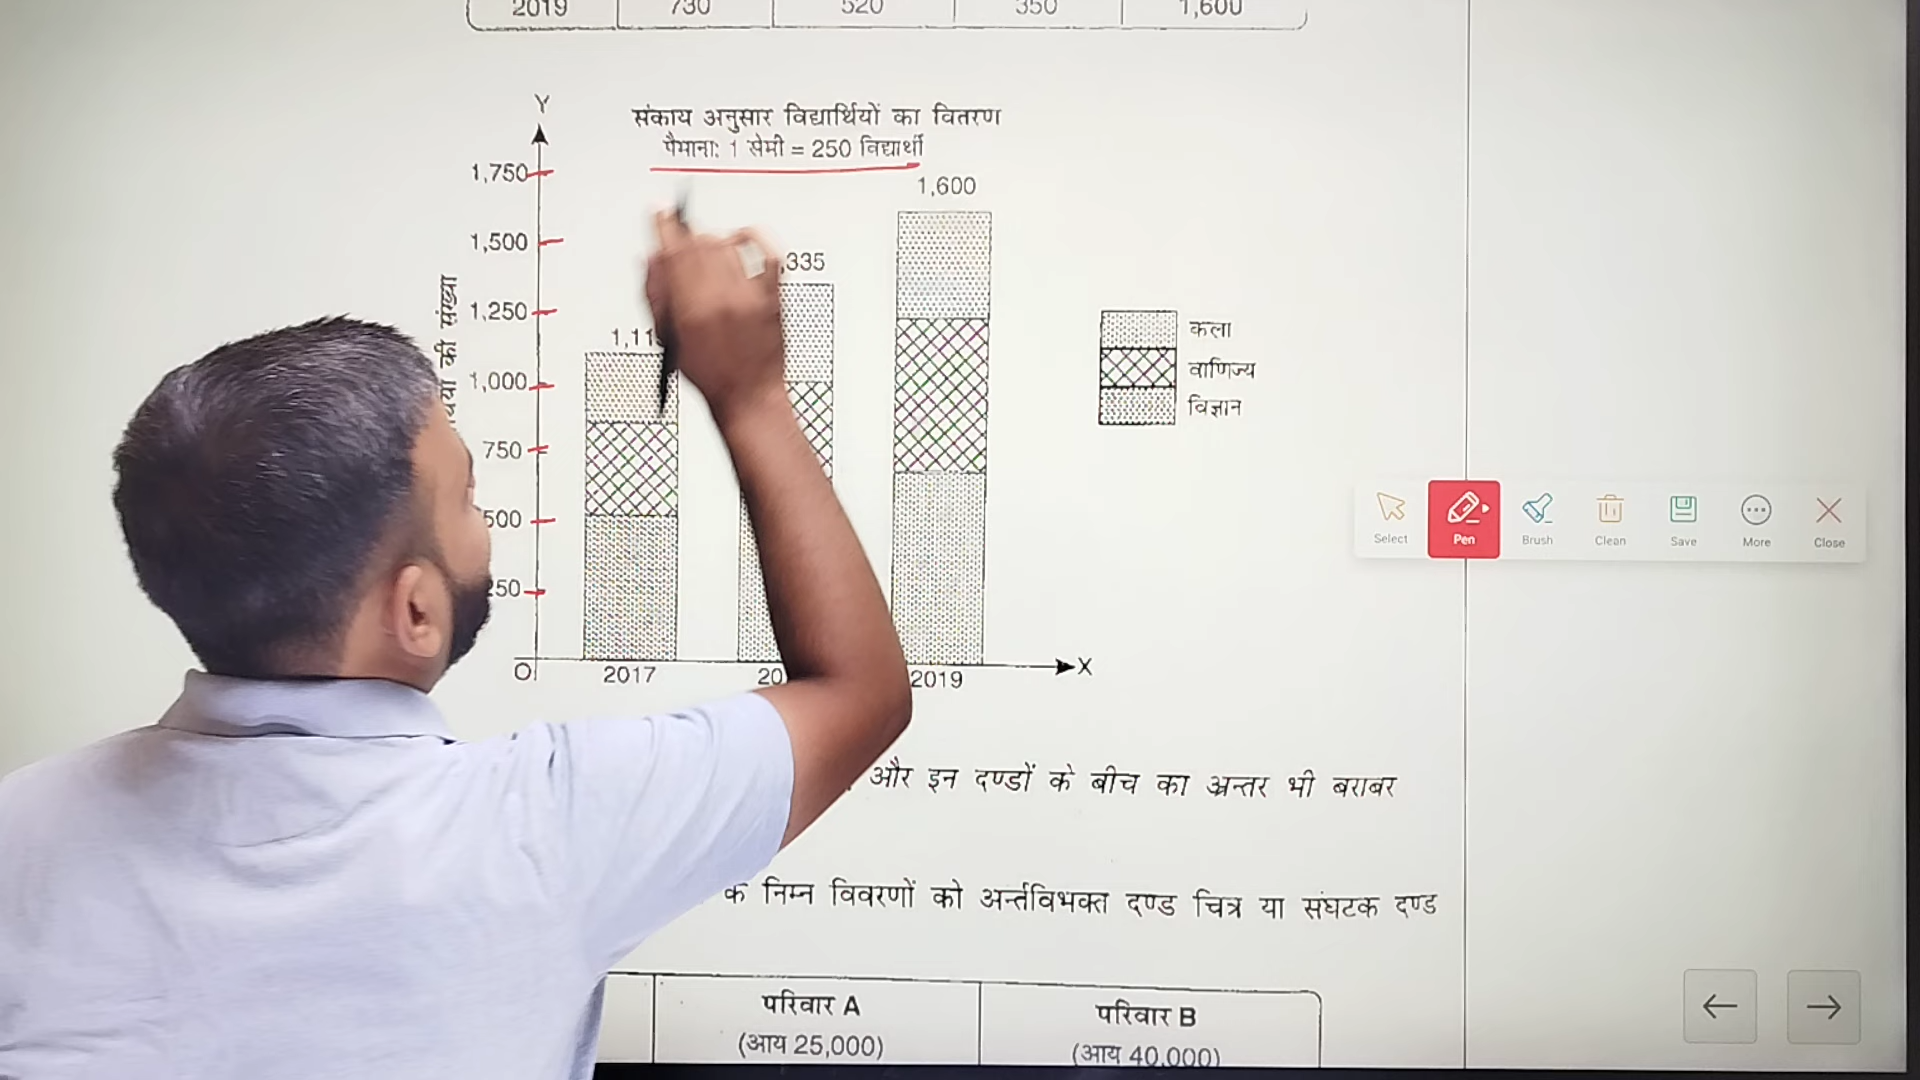 2019 730 520 350 1,600
Y
संकाय अनुसार विद्यार्थियों का वितरण
पैमाना: 1 सेमी = 250 विद्यार्थी
1,750
1,600
1,500
,335
की संख्या
1,250
1,11
1,000
750
500
250
O
2017
20
2019
X
कला
वाणिज्य
विज्ञान
Select Pen Brush Clean Save More Close
और इन दण्डों के बीच का अन्तर भी बराबर
के निम्न विवरणों को अर्न्तविभक्त दण्ड चित्र या संघटक दण्ड
परिवार A परिवार B
(आय 25,000) (आय 40,000)